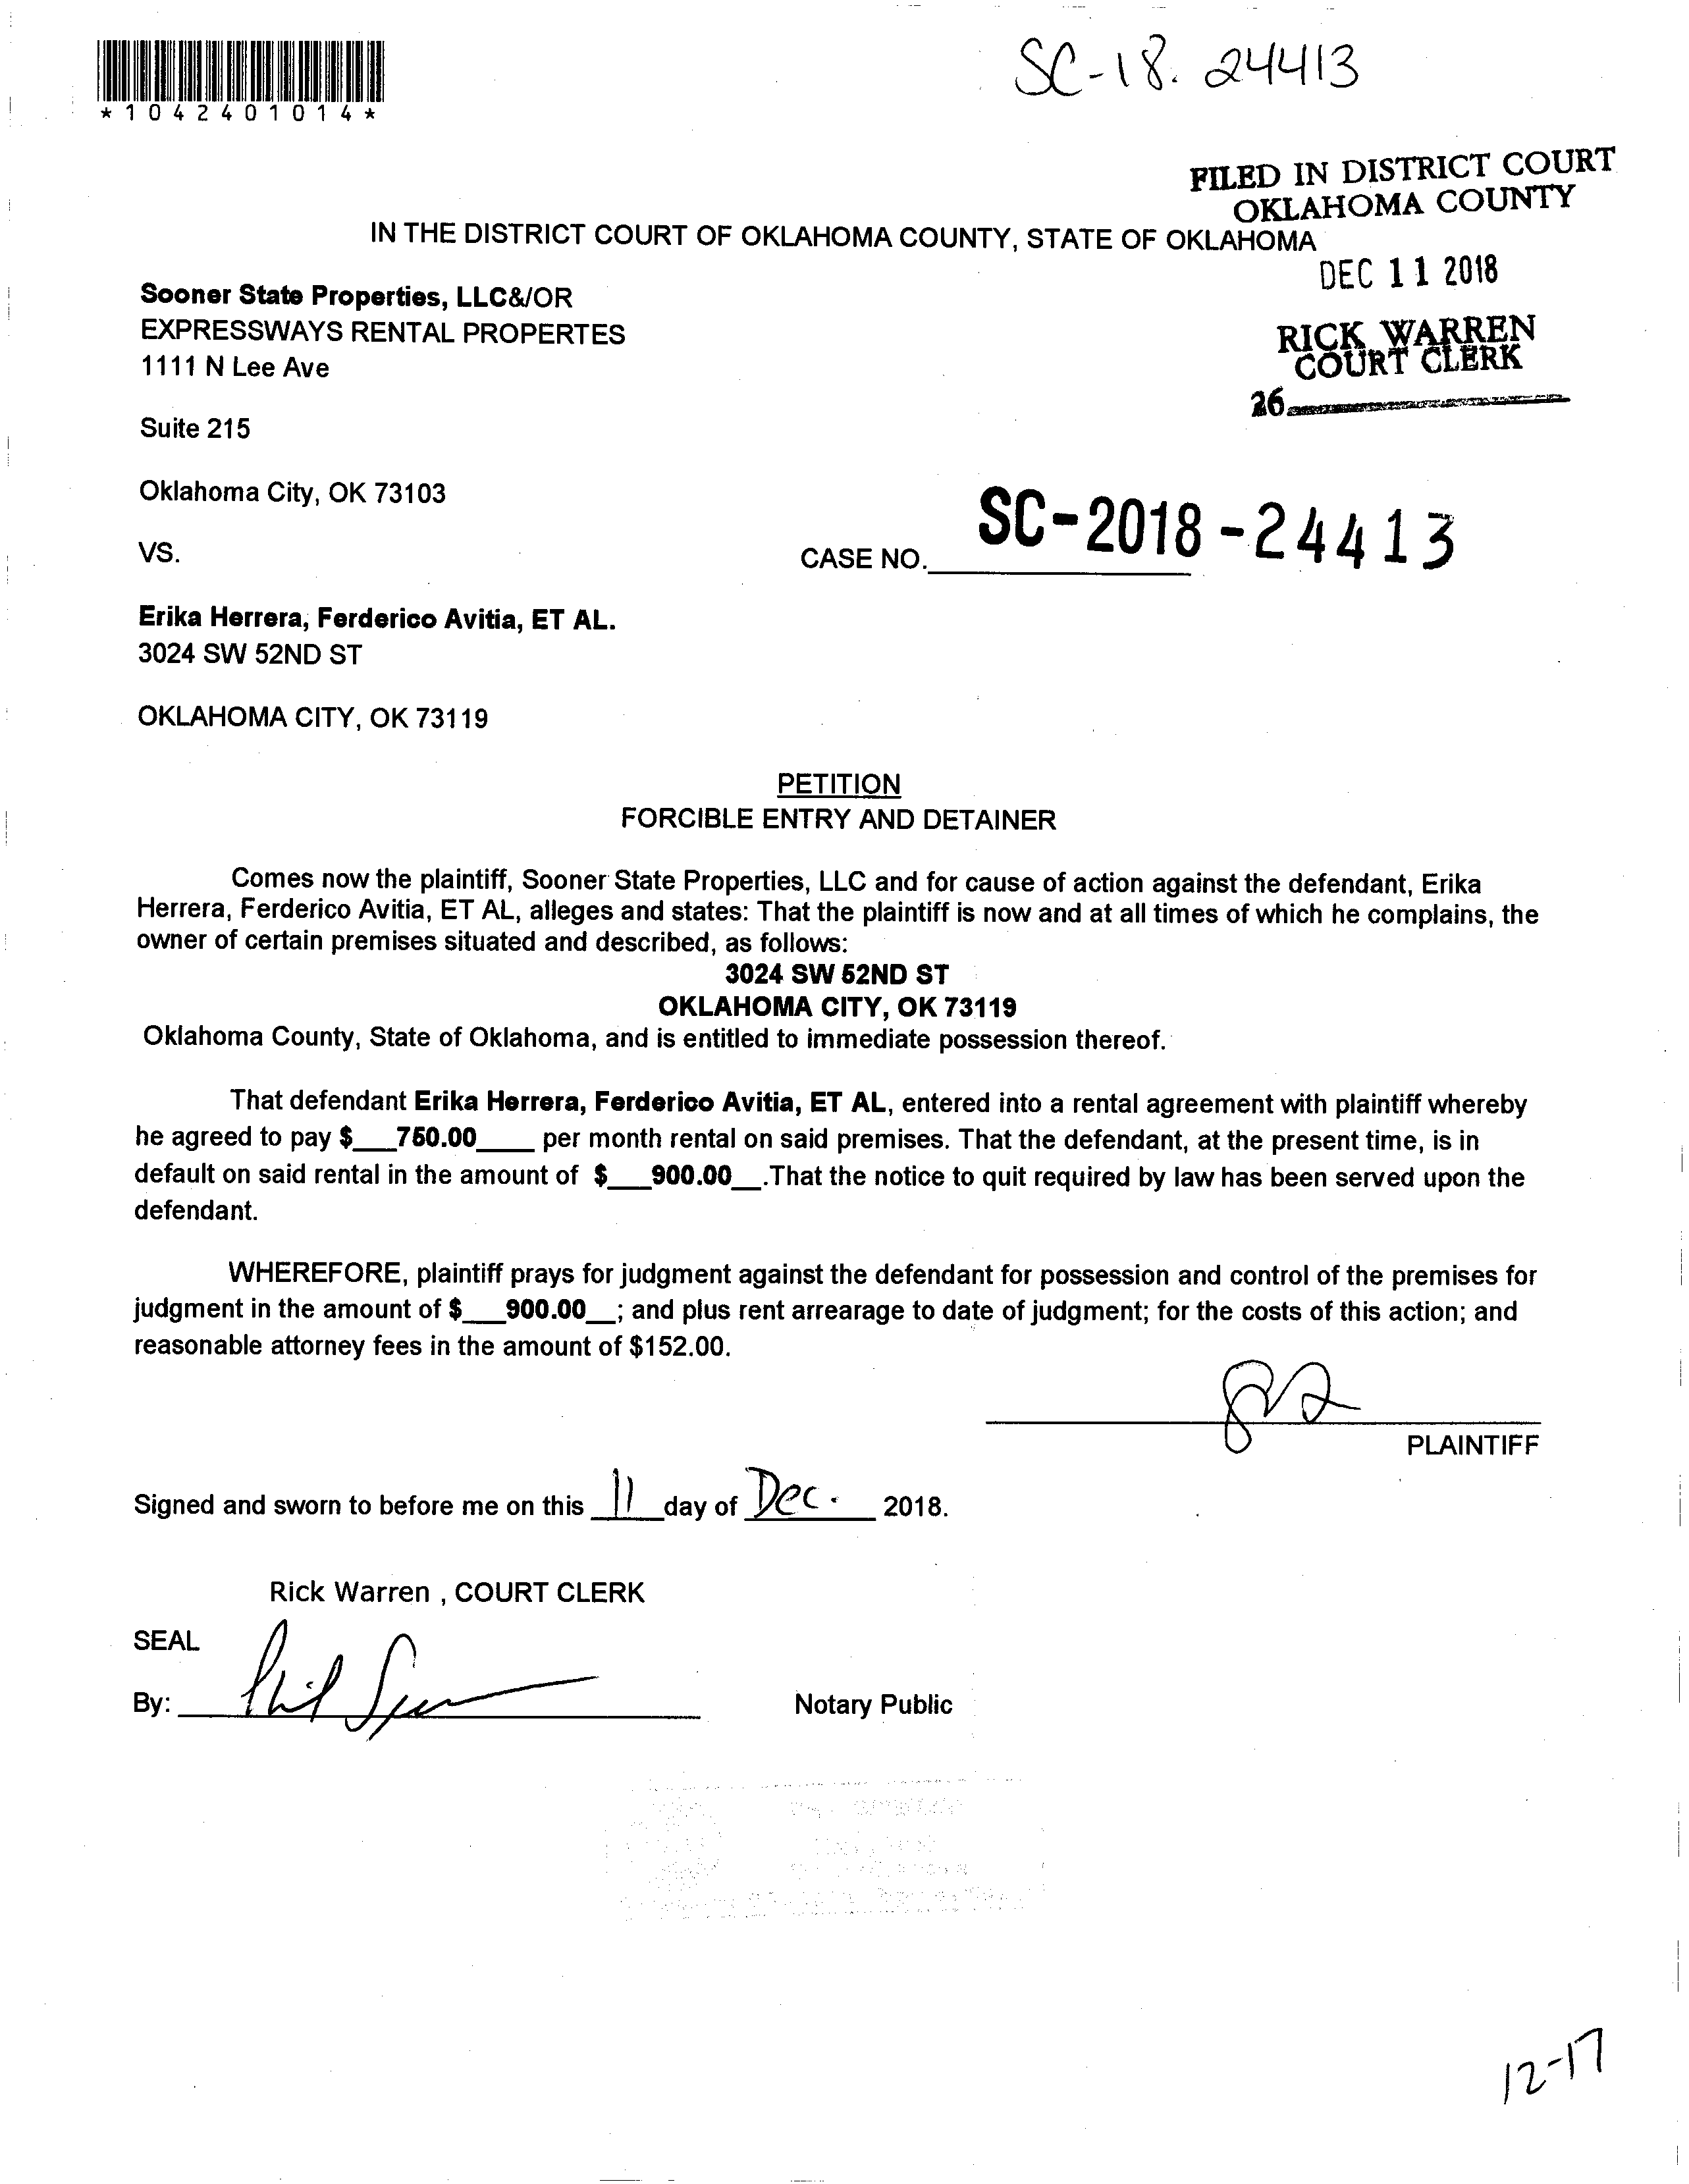 SC-18. 24413
*1042401014*
FILED IN DISTRICT COURT
OKLAHOMA COUNTY
IN THE DISTRICT COURT OF OKLAHOMA COUNTY, STATE OF OKLAHOMA
DEC 11 2018
Sooner State Properties, LLC&/OR
EXPRESSWAYS RENTAL PROPERTES
RICK WARREN
COURT CLERK
1111 N Lee Ave
26
Suite 215
Oklahoma City, OK 73103
VS.
CASE NO. SC-2018-24413
Erika Herrera, Ferderico Avitia, ET AL.
3024 SW 52ND ST
OKLAHOMA CITY, OK 73119
PETITION
FORCIBLE ENTRY AND DETAINER
Comes now the plaintiff, Sooner State Properties, LLC and for cause of action against the defendant, Erika
Herrera, Ferderico Avitia, ET AL, alleges and states: That the plaintiff is now and at all times of which he complains, the
owner of certain premises situated and described, as follows:
3024 SW 52ND ST
OKLAHOMA CITY, OK 73119
Oklahoma County, State of Oklahoma, and is entitled to immediate possession thereof.
That defendant Erika Herrera, Ferderico Avitia, ET AL, entered into a rental agreement with plaintiff whereby
he agreed to pay $___750.00____ per month rental on said premises. That the defendant, at the present time, is in
default on said rental in the amount of $___900.00__.That the notice to quit required by law has been served upon the
defendant.
WHEREFORE, plaintiff prays for judgment against the defendant for possession and control of the premises for
judgment in the amount of $___900.00__; and plus rent arrearage to date of judgment; for the costs of this action; and
reasonable attorney fees in the amount of $152.00.
PLAINTIFF
Signed and sworn to before me on this 11 day of Dec. 2018.
Rick Warren , COURT CLERK
SEAL
By:
Notary Public
12-17